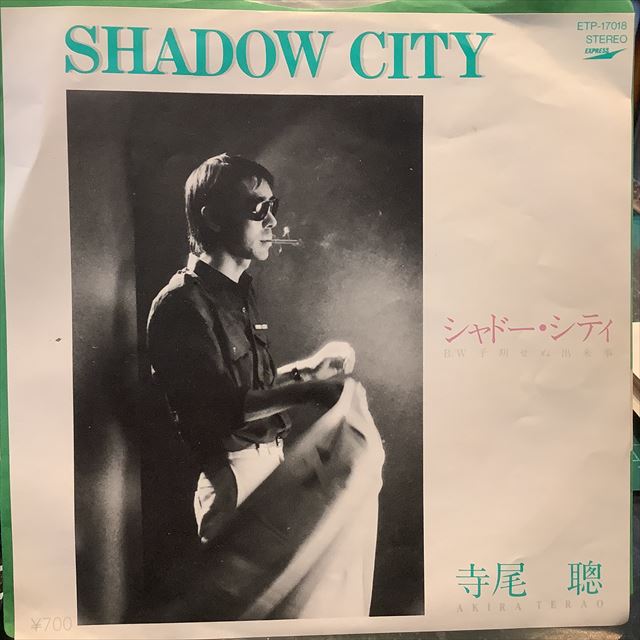 ETP-17018
STEREO
EXPRESS
SHADOW CITY
シャドー・シティ
B.W 予期せぬ出来事
寺尾 聰
AKIRA TERAO
¥700